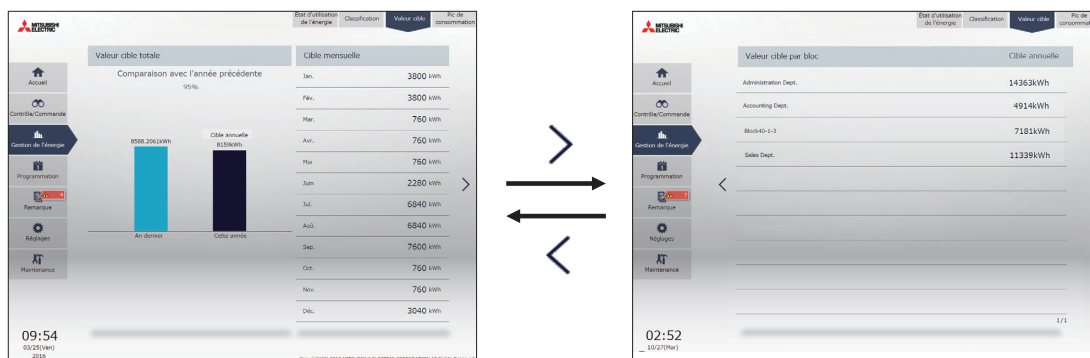 MITSUBISHI
ELECTRIC
État d'utilisation
de l'énergie
Classification
Valeur cible
Pic de
consommation
Valeur cible totale
Cible mensuelle
Comparaison avec l'année précédente
95%
8588.2061kWh
Cible annuelle
8159kWh
An dernier
Cette année
Jan.
3800 kWh
Fév.
3800 kWh
Mar.
760 kWh
Avr.
760 kWh
Mai
760 kWh
Juin
2280 kWh
Jul.
6840 kWh
Aoû.
6840 kWh
Sep.
7600 kWh
Oct.
760 kWh
Nov.
760 kWh
Déc.
3040 kWh
Accueil
Contrôle/Commande
Gestion de l'énergie
Programmation
Remarque
Réglages
Maintenance
09:54
03/25(Ven)
2016
MITSUBISHI
ELECTRIC
État d'utilisation
de l'énergie
Classification
Valeur cible
Pic de
consommat
Valeur cible par bloc
Cible annuelle
Administration Dept.
14363kWh
Accounting Dept.
4914kWh
Block40-1-3
7181kWh
Sales Dept.
11339kWh
1/1
Accueil
Contrôle/Commande
Gestion de l'énergie
Programmation
Remarque
Réglages
Maintenance
02:52
10/27(Mar)